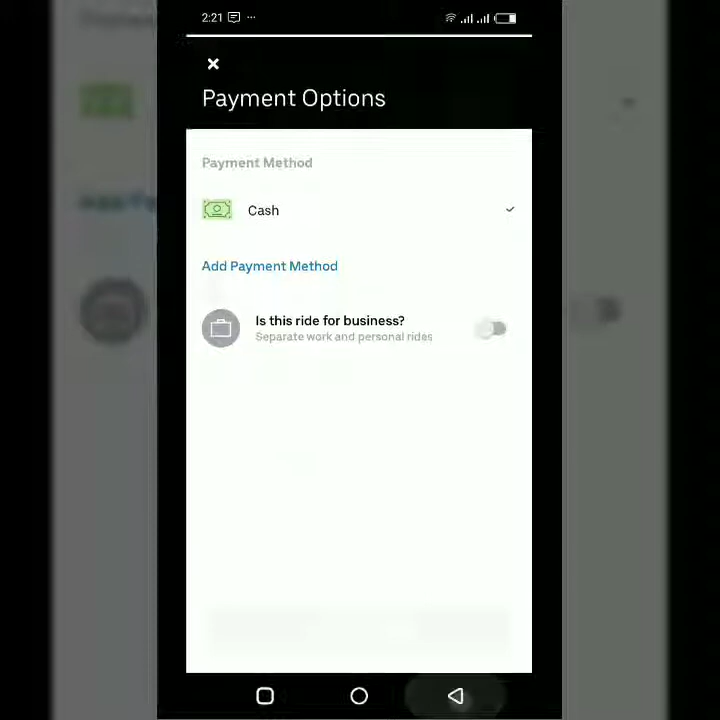 2:21
Payment Options
Payment Method
Cash
Add Payment Method
Is this ride for business?
Separate work and personal rides